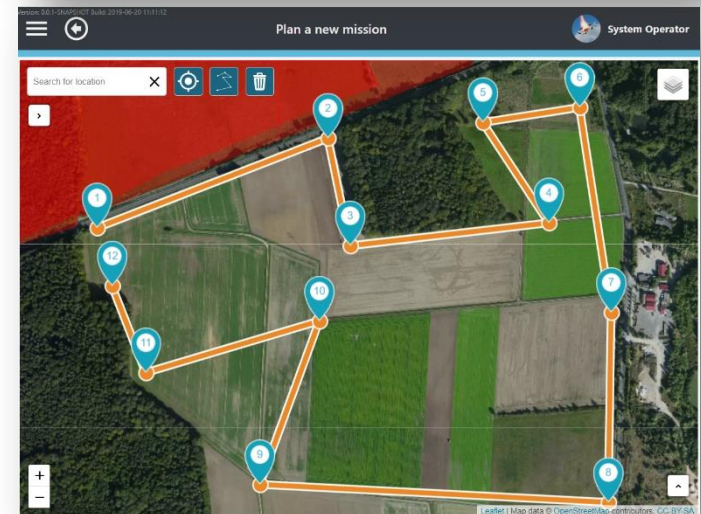 Version: 3.0.1-SNAPSHOT Build: 2019-06-20 11:11:12
Plan a new mission
System Operator
Search for location
1
2
3
4
5
6
7
8
9
10
11
12
+
−
Leaflet | Map data © OpenStreetMap contributors, CC-BY-SA